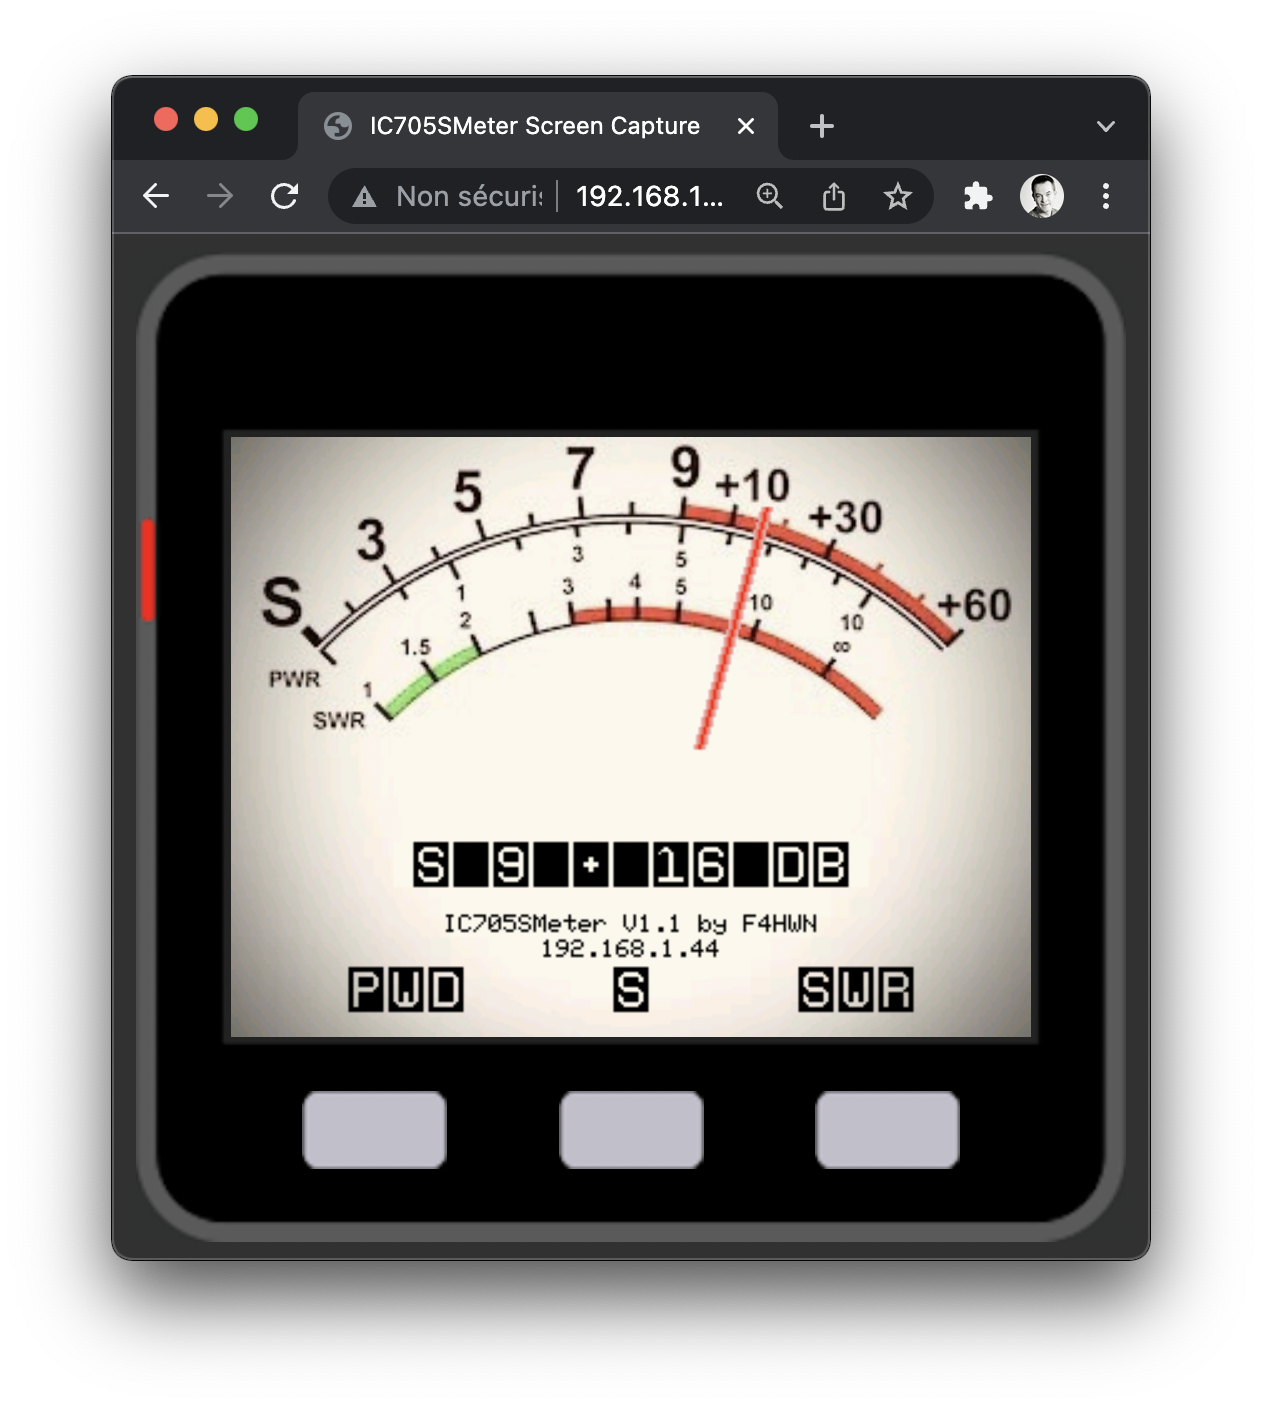 IC705SMeter Screen Capture
Non sécuris 192.168.1...
S 3 5 7 9 +10 +30 +60
1 3 5 10
PWR
1 1.5 2 3 4 5 10 ∞
SWR
S 9 + 16 DB
IC705SMeter V1.1 by F4HWN
192.168.1.44
PWD S SWR